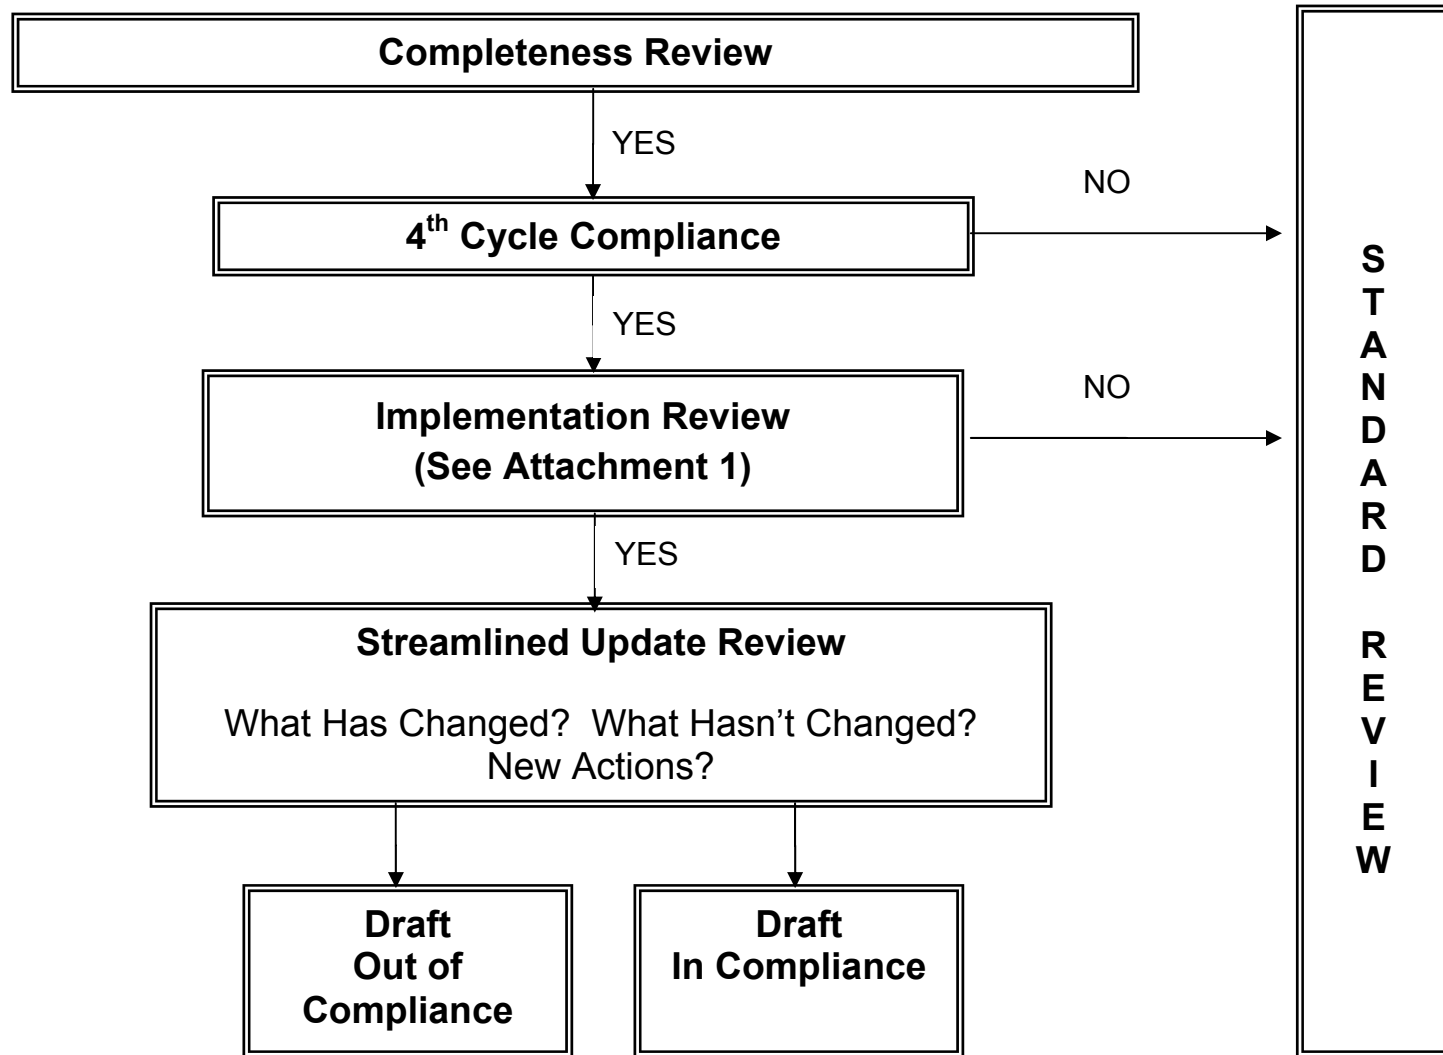 Completeness Review
YES
NO
4th Cycle Compliance
YES
NO
Implementation Review
(See Attachment 1)
YES
Streamlined Update Review
What Has Changed?  What Hasn’t Changed?
New Actions?
Draft
Out of
Compliance
Draft
In Compliance
S
T
A
N
D
A
R
D
R
E
V
I
E
W